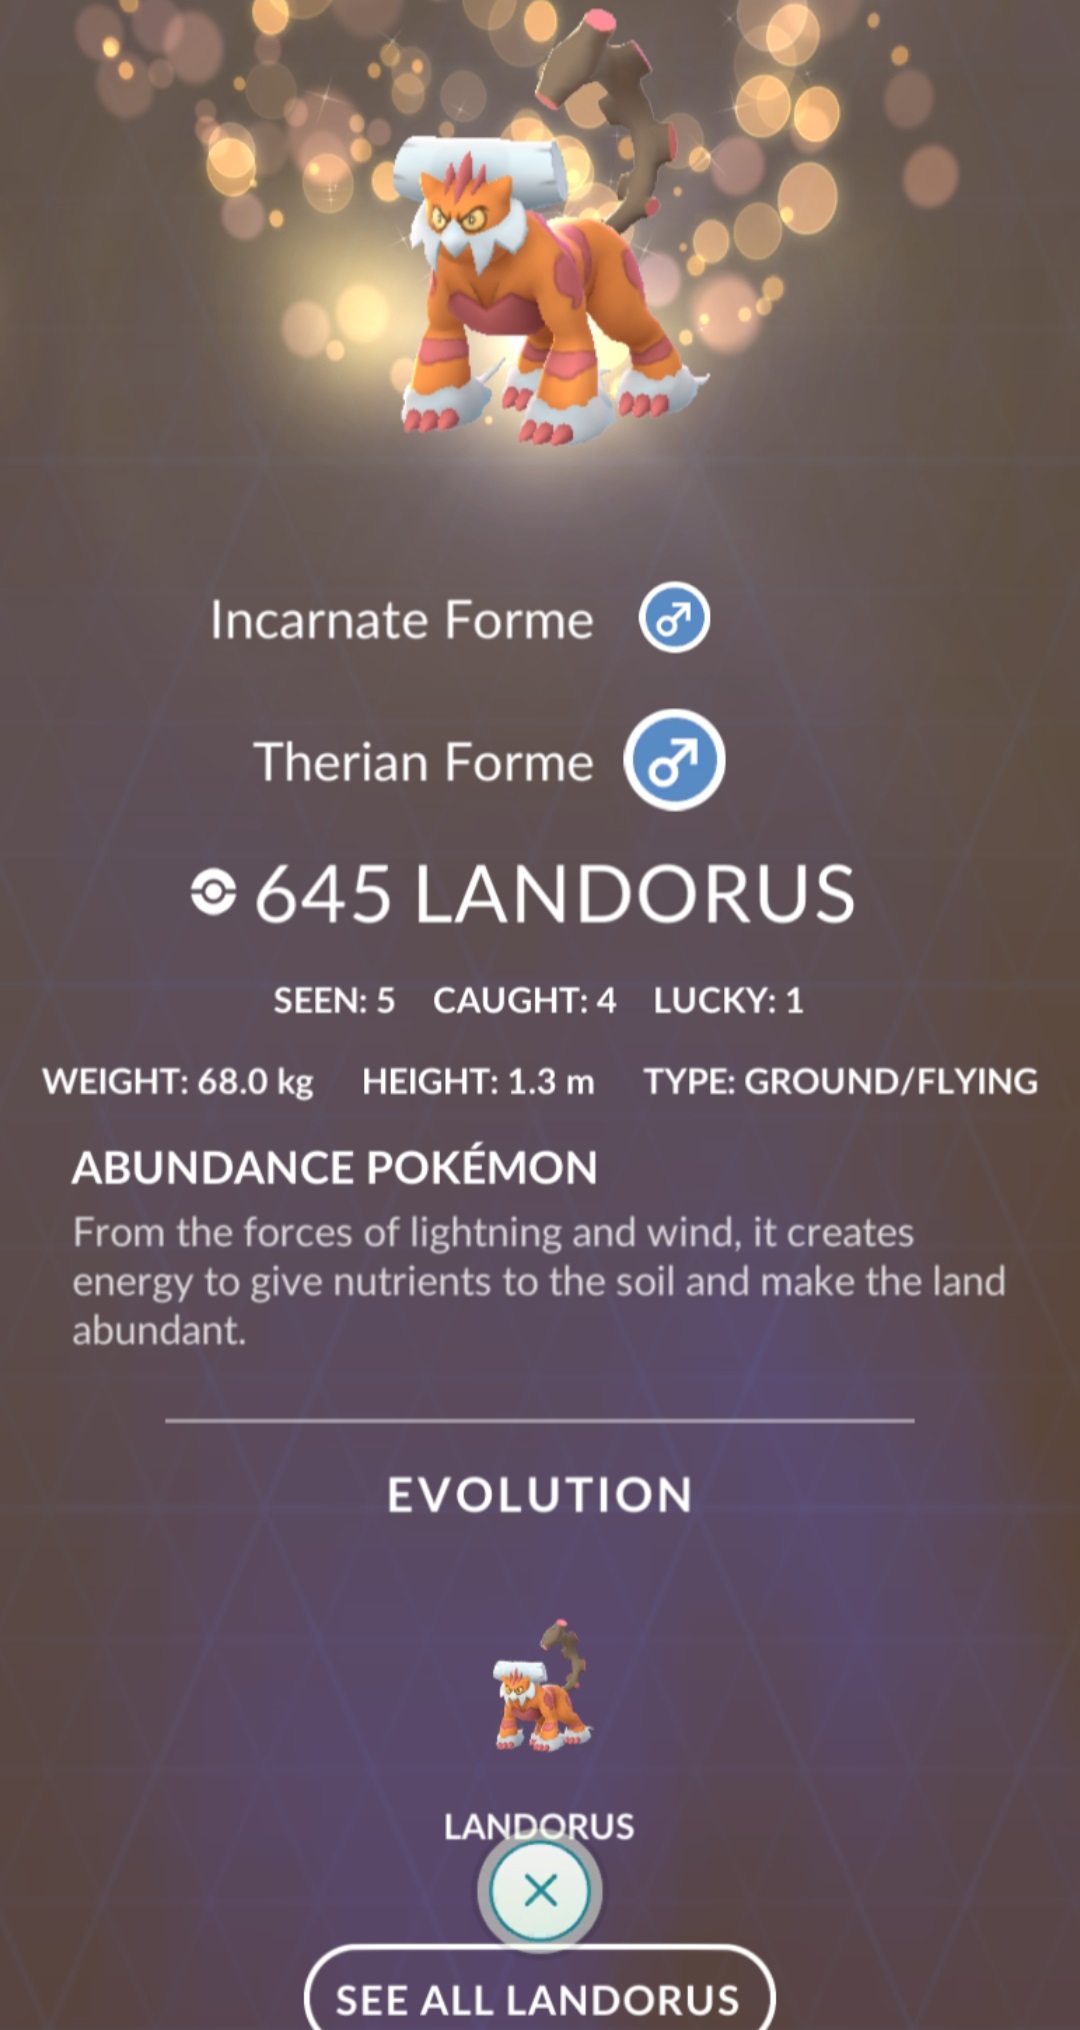 Incarnate Forme
Therian Forme
645 LANDORUS
SEEN: 5 CAUGHT: 4 LUCKY: 1
WEIGHT: 68.0 kg HEIGHT: 1.3 m TYPE: GROUND/FLYING
ABUNDANCE POKÉMON
From the forces of lightning and wind, it creates
energy to give nutrients to the soil and make the land
abundant.
EVOLUTION
LANDORUS
SEE ALL LANDORUS